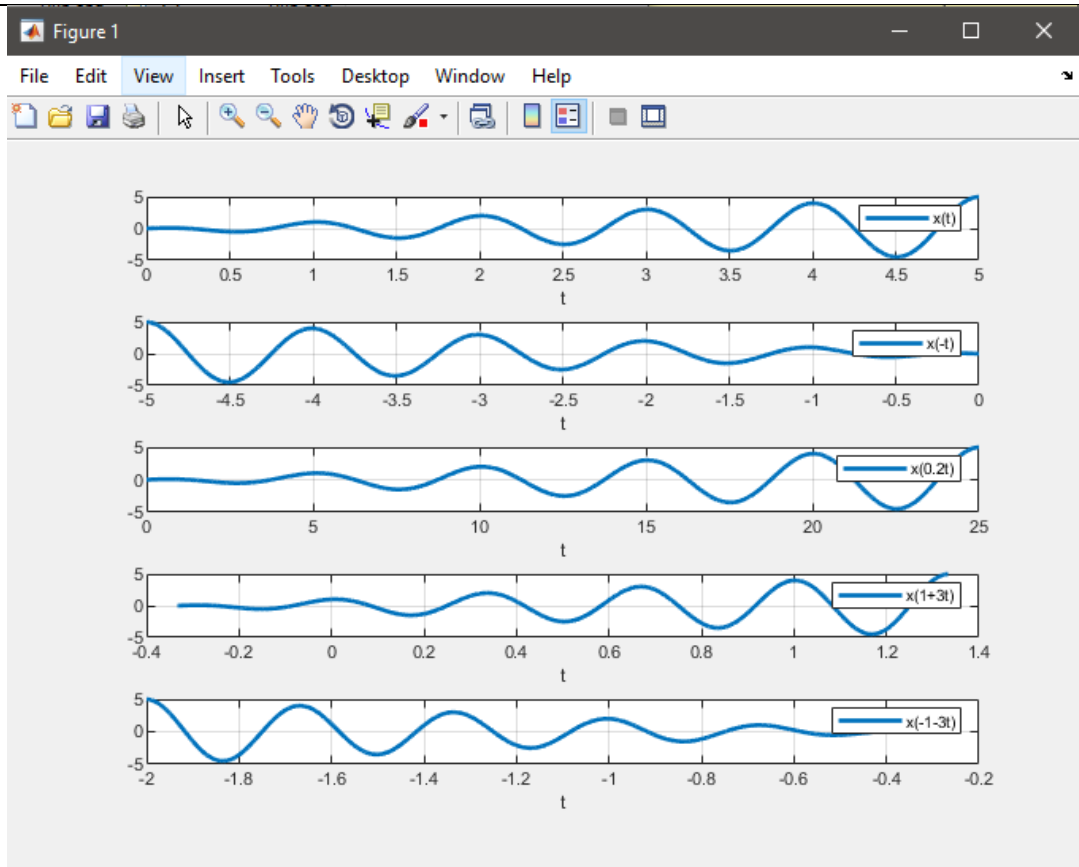 Figure 1
File Edit View Insert Tools Desktop Window Help
5
0
-5
x(t)
0 0.5 1 1.5 2 2.5 3 3.5 4 4.5 5
t
5
0
-5
x(-t)
-5 -4.5 -4 -3.5 -3 -2.5 -2 -1.5 -1 -0.5 0
t
5
0
-5
x(0.2t)
0 5 10 15 20 25
t
5
0
-5
x(1+3t)
-0.4 -0.2 0 0.2 0.4 0.6 0.8 1 1.2 1.4
t
5
0
-5
x(-1-3t)
-2 -1.8 -1.6 -1.4 -1.2 -1 -0.8 -0.6 -0.4 -0.2
t